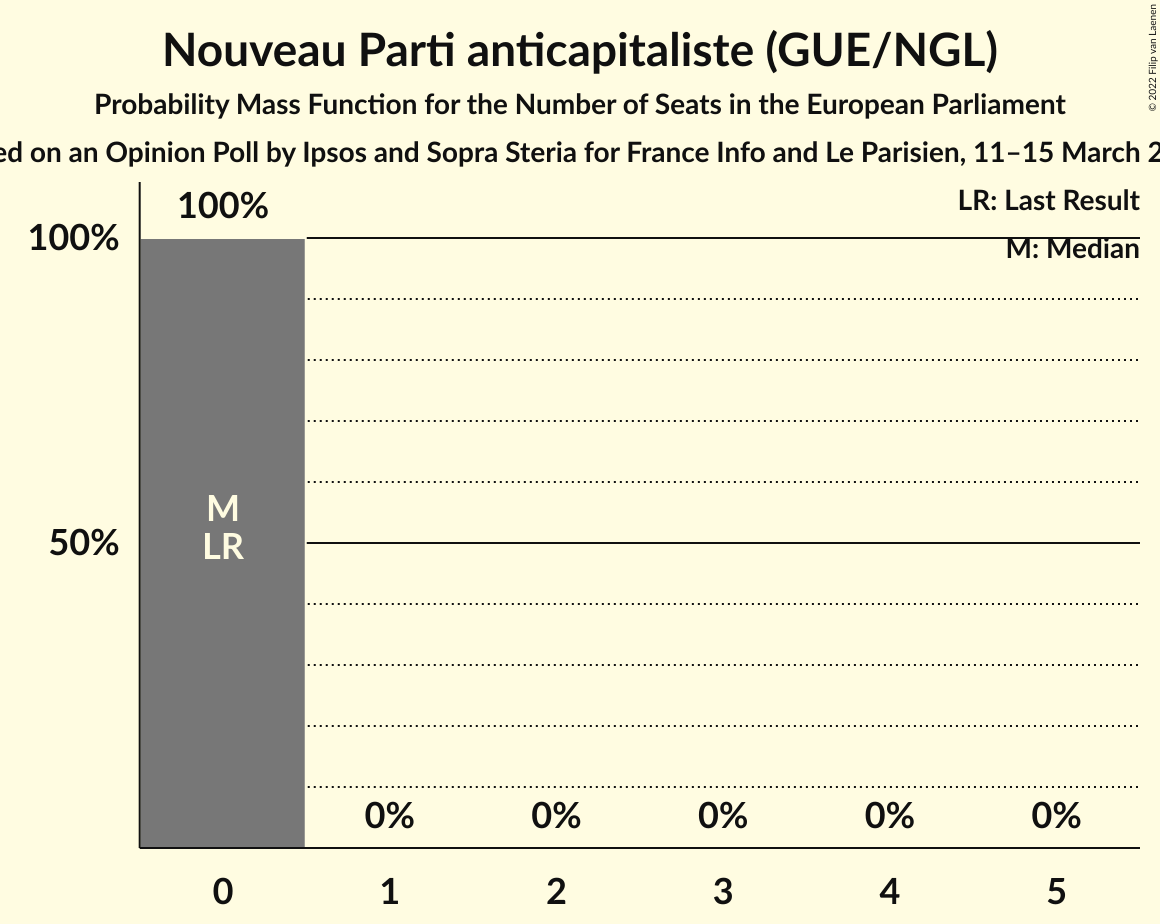 Nouveau Parti anticapitaliste (GUE/NGL)
Probability Mass Function for the Number of Seats in the European Parliament
on an Opinion Poll by Ipsos and Sopra Steria for France Info and Le Parisien, 11–15 March
© 2022 Filip van Laenen
LR: Last Result
M: Median
100%
100%
50%
M
LR
0% 0% 0% 0% 0%
0 1 2 3 4 5